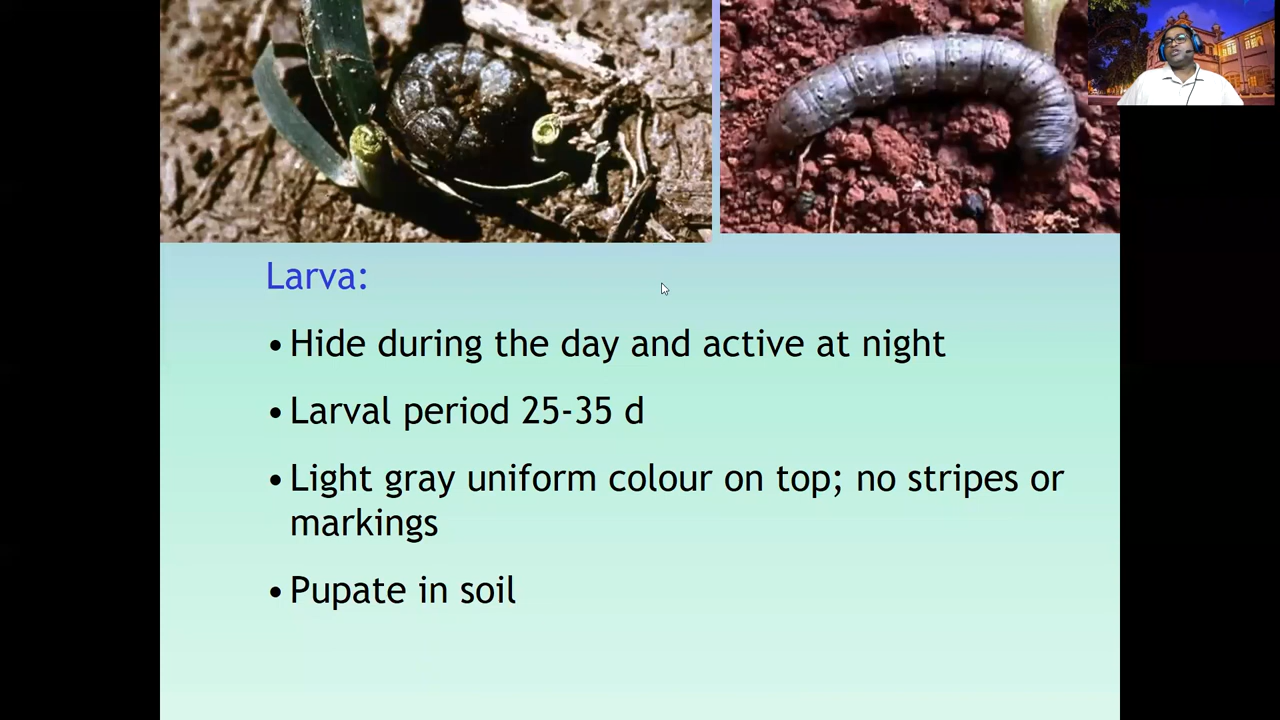 Larva:
• Hide during the day and active at night
• Larval period 25-35 d
• Light gray uniform colour on top; no stripes or
markings
• Pupate in soil